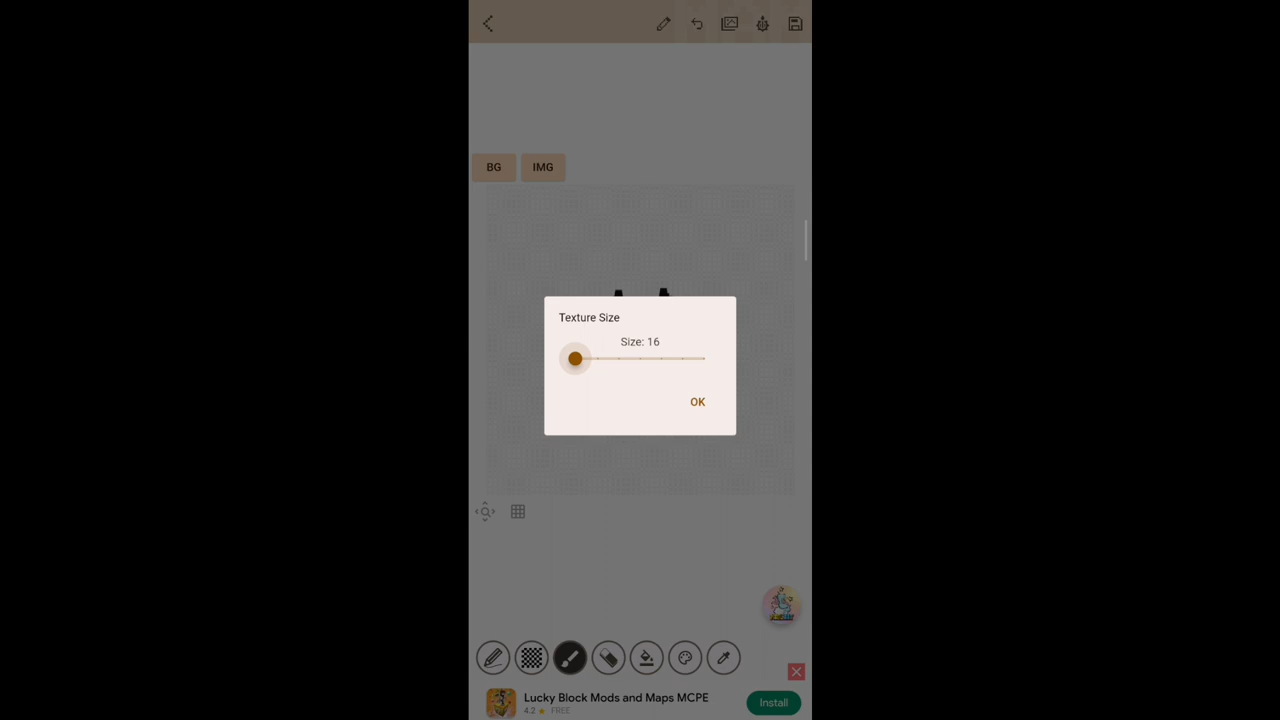 BG IMG
Texture Size
Size: 16
OK
Lucky Block Mods and Maps MCPE
4.2 ★ FREE
Install